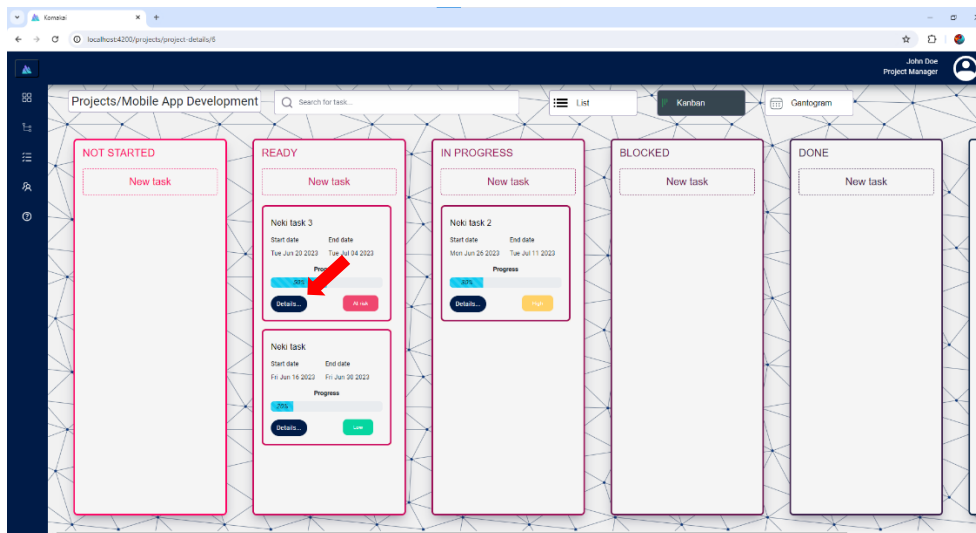 Kamakai
localhost:4200/projects/project-details/6
John Doe
Project Manager
Projects/Mobile App Development
Search for task...
List
Kanban
Gantogram
NOT STARTED
New task
READY
New task
Neki task 3
Start date End date
Tue Jun 20 2023 Tue Jul 04 2023
Details...
At risk
Neki task
Start date End date
Fri Jun 16 2023 Fri Jun 30 2023
Progress
20%
Details...
Low
IN PROGRESS
New task
Neki task 2
Start date End date
Mon Jun 26 2023 Tue Jul 11 2023
Progress
30%
Details...
High
BLOCKED
New task
DONE
New task